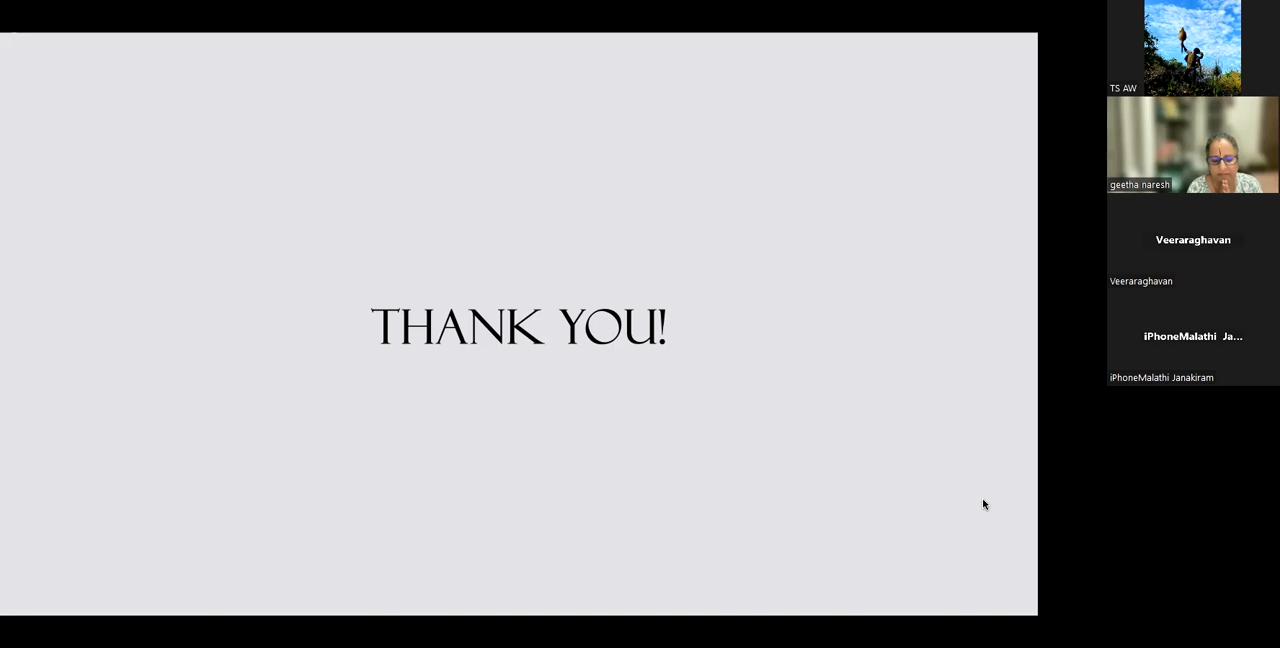 THANK YOU!
TS AW
geetha naresh
Veeraraghavan
Veeraraghavan
iPhoneMalathi Ja...
iPhoneMalathi Janakiram